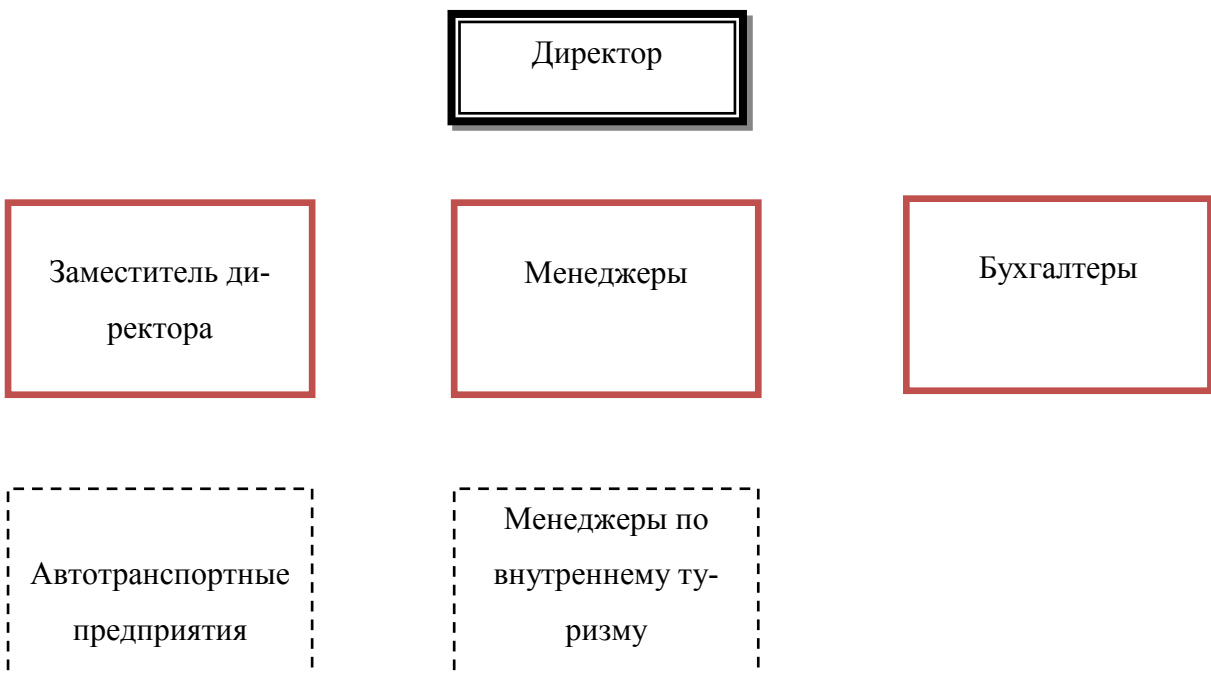 Директор
Заместитель ди-
ректора
Менеджеры
Бухгалтеры
Автотранспортные
предприятия
Менеджеры по
внутреннему ту-
ризму